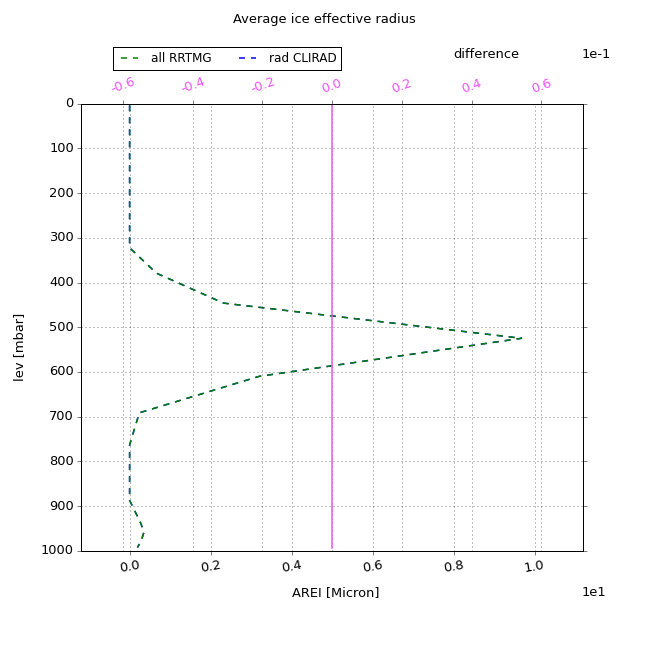 Average ice effective radius
all RRTMG rad CLIRAD difference 1e-1
-0.6 -0.4 -0.2 0.0 0.2 0.4 0.6
0
100
200
300
400
500
600
700
800
900
1000
lev [mbar]
0.0 0.2 0.4 0.6 0.8 1.0
AREI [Micron] 1e1